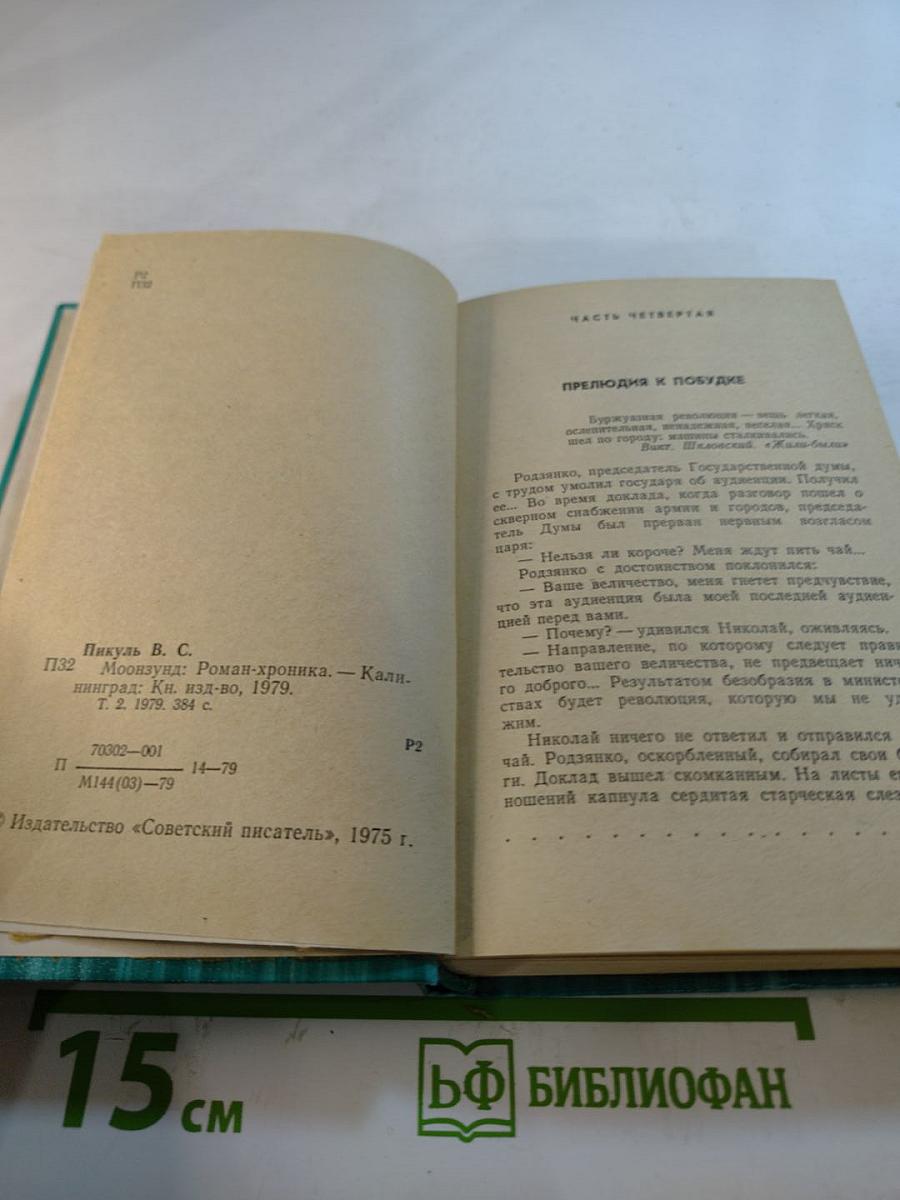 Р2
П32
Пикуль В. С.
П32 Моонзунд: Роман-хроника. — Кали-
нинград: Кн. изд-во, 1979.
Т. 2. 1979. 384 с.
Р2
П 70302—001 14—79
М144(03)—79
© Издательство «Советский писатель», 1975 г.
ЧАСТЬ ЧЕТВЕРТАЯ
ПРЕЛЮДИЯ К ПОБУДКЕ
Буржуазная революция — вещь легкая,
ослепительная, ненадежная, веселая... Хряск
шел по городу: машины сталкивались.
Викт. Шкловский. «Жили-были»
Родзянко, председатель Государственной думы,
с трудом умолил государя об аудиенции. Получил
ее... Во время доклада, когда разговор пошел о
скверном снабжении армии и городов, председа-
тель Думы был прерван нервным возгласом
царя:
— Нельзя ли короче? Меня ждут пить чай...
Родзянко с достоинством поклонился:
— Ваше величество, меня гнетет предчувствие,
что эта аудиенция была моей последней аудиен-
цией перед вами.
— Почему? — удивился Николай, оживляясь.
— Направление, по которому следует прави
тельство вашего величества, не предвещает нич
го доброго... Результатом безобразия в министе
ствах будет революция, которую мы не уд
жим.
Николай ничего не ответил и отправился
чай. Родзянко, оскорбленный, собирал свои б
ги. Доклад вышел скомканным. На листы е
ношений капнула сердитая старческая слез
15 см
БФ БИБЛИОФАН